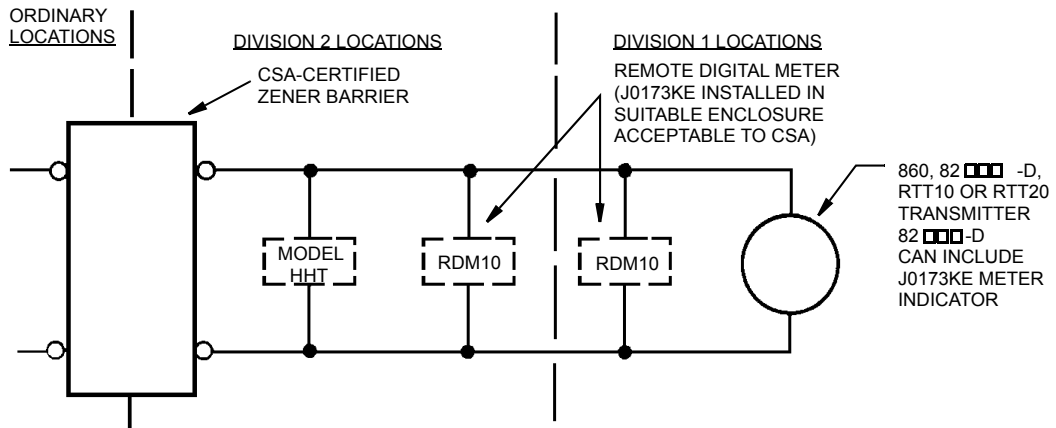 ORDINARY
LOCATIONS
DIVISION 2 LOCATIONS
CSA-CERTIFIED
ZENER BARRIER
DIVISION 1 LOCATIONS
REMOTE DIGITAL METER
(J0173KE INSTALLED IN
SUITABLE ENCLOSURE
ACCEPTABLE TO CSA)
MODEL
HHT
RDM10
RDM10
860, 82 □□□ -D,
RTT10 OR RTT20
TRANSMITTER
82 □□□-D
CAN INCLUDE
J0173KE METER
INDICATOR